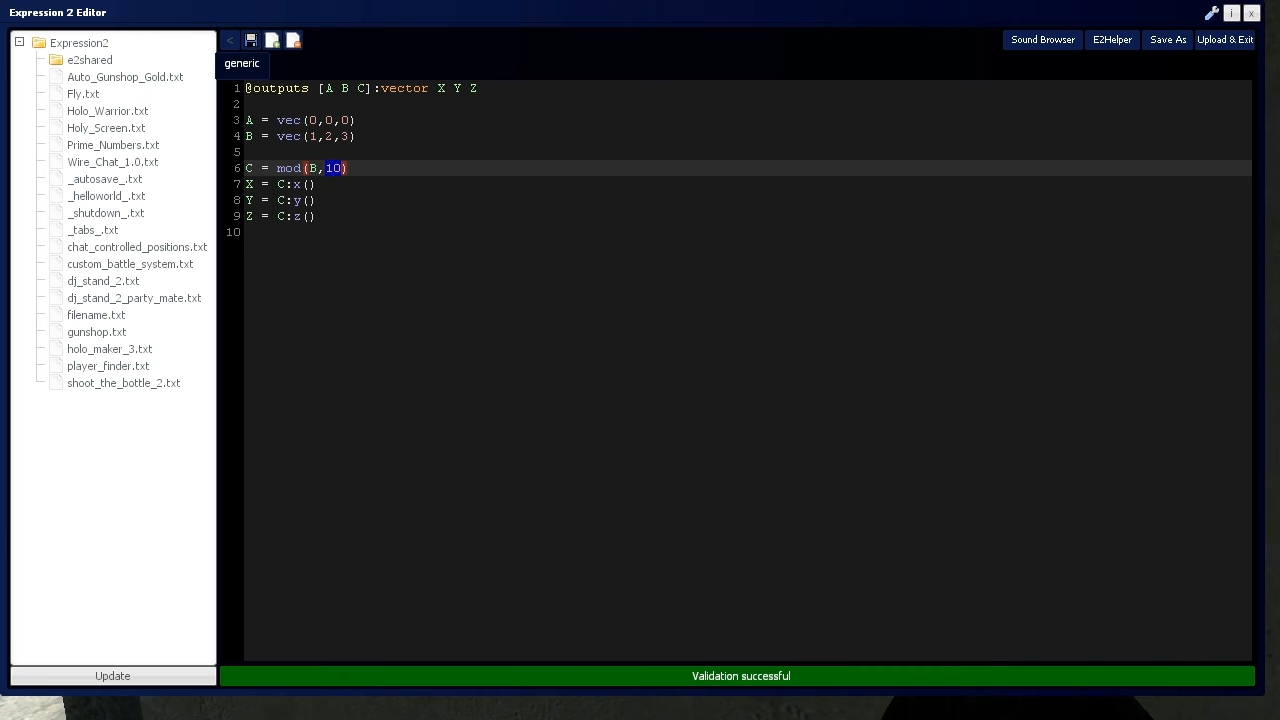 Expression 2 Editor
i
x
Expression2
e2shared
Auto_Gunshop_Gold.txt
Fly.txt
Holo_Warrior.txt
Holy_Screen.txt
Prime_Numbers.txt
Wire_Chat_1.0.txt
_autosave_.txt
_helloworld_.txt
_shutdown_.txt
_tabs_.txt
chat_controlled_positions.txt
custom_battle_system.txt
dj_stand_2.txt
dj_stand_2_party_mate.txt
filename.txt
gunshop.txt
holo_maker_3.txt
player_finder.txt
shoot_the_bottle_2.txt
Update
<
Sound Browser
E2Helper
Save As
Upload & Exit
generic
1 @outputs [A B C]:vector X Y Z
2
3 A = vec(0,0,0)
4 B = vec(1,2,3)
5
6 C = mod(B,10)
7 X = C:x()
8 Y = C:y()
9 Z = C:z()
10
Validation successful